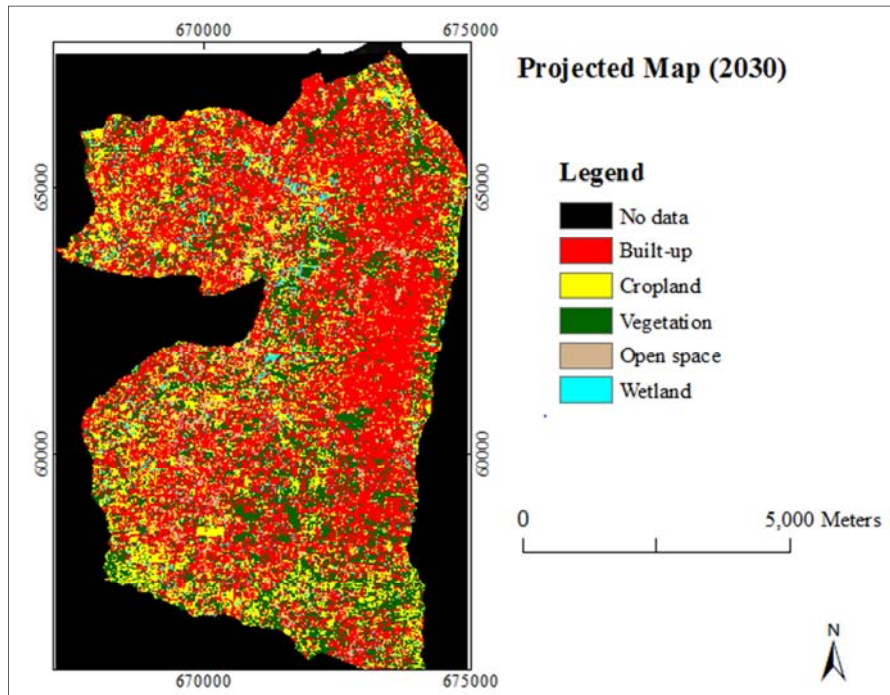 670000
675000
Projected Map (2030)
65000
65000
Legend
No data
Built-up
Cropland
Vegetation
Open space
Wetland
60000
60000
0
5,000 Meters
N
670000
675000